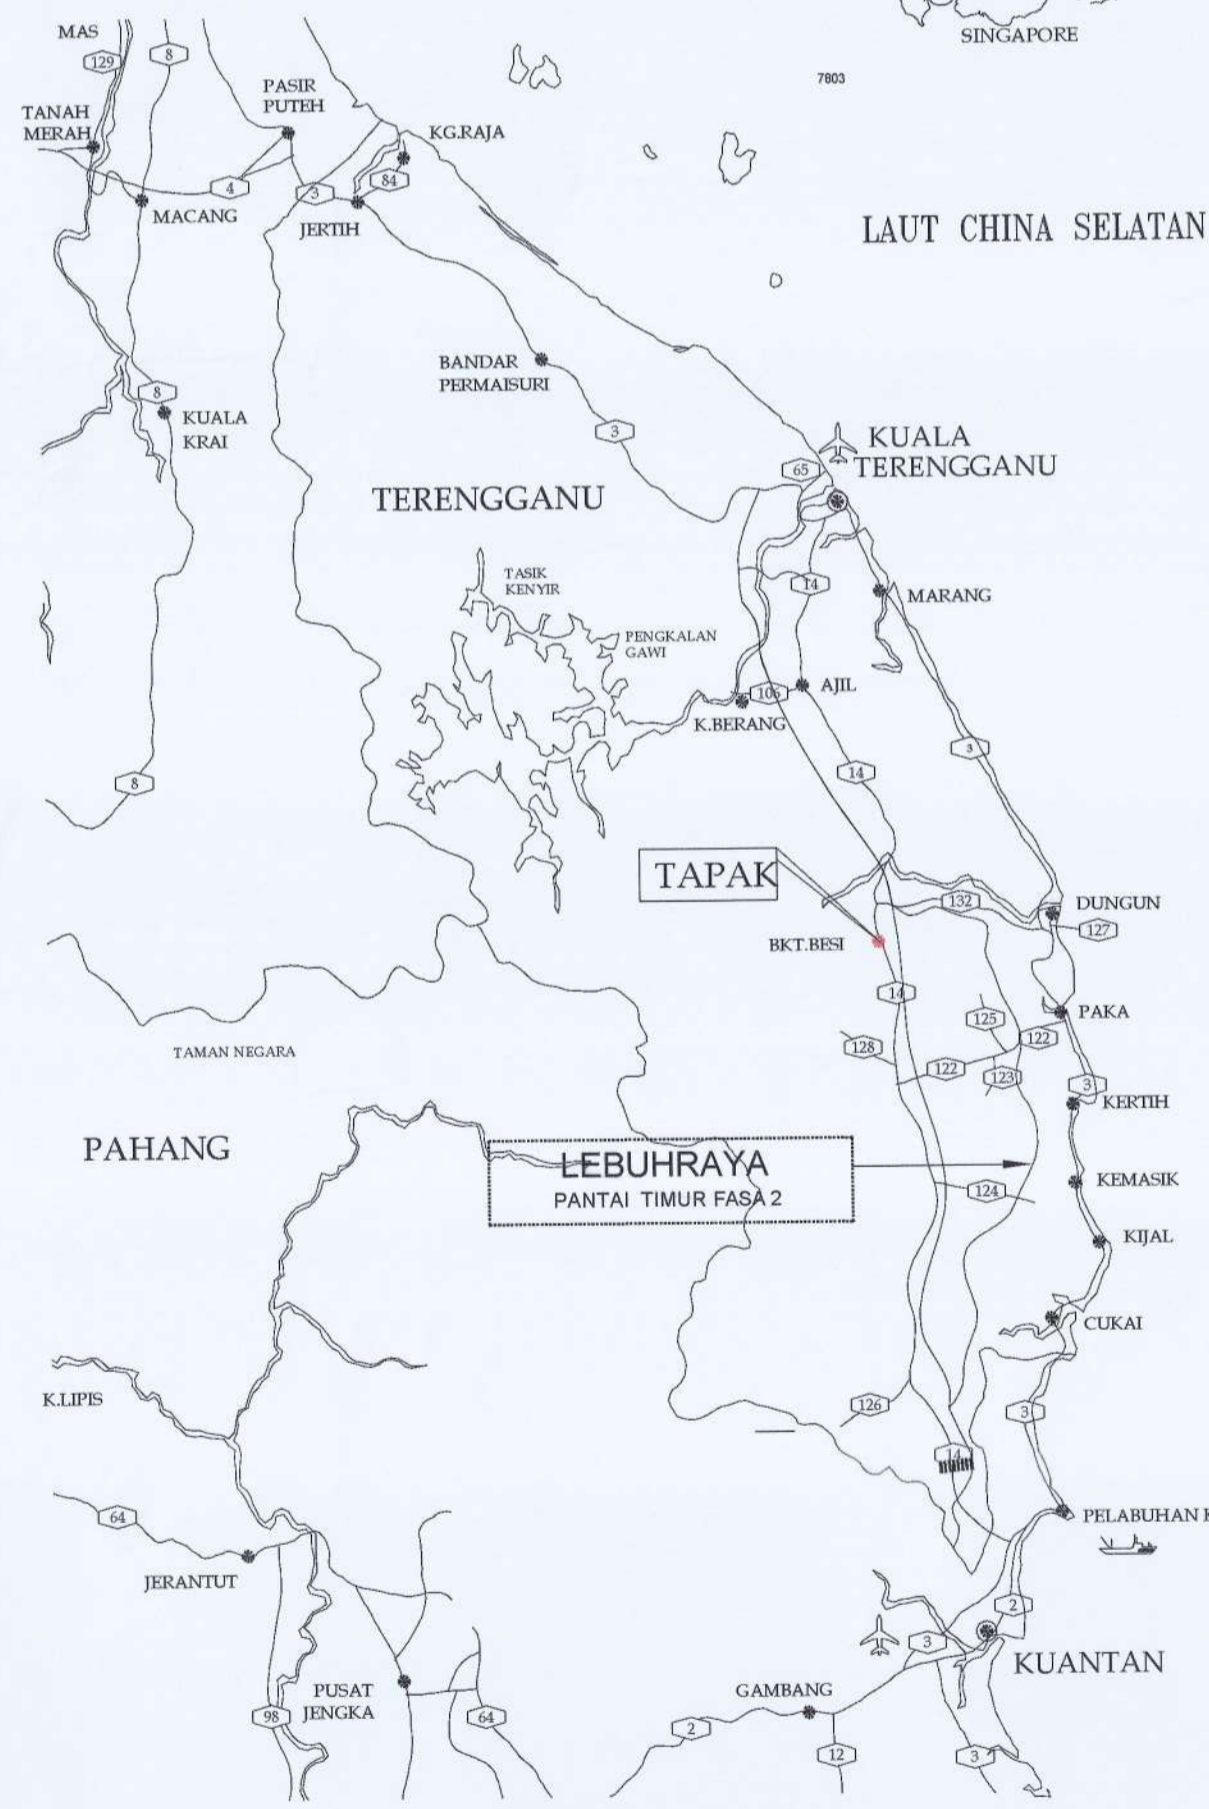 SINGAPORE
MAS
129
8
7803
PASIR
PUTEH
TANAH
MERAH
KG.RAJA
84
4
3
MACANG
JERTIH
LAUT CHINA SELATAN
BANDAR
PERMAISURI
8
KUALA
KRAI
3
KUALA
TERENGGANU
65
TERENGGANU
TASIK
KENYIR
14
MARANG
PENGKALAN
GAWI
106
AJIL
K.BERANG
3
14
8
TAPAK
132
DUNGUN
127
BKT.BESI
14
125
PAKA
122
128
TAMAN NEGARA
122
123
3
KERTIH
PAHANG
LEBUHRAYA
PANTAI TIMUR FASA 2
KEMASIK
124
KIJAL
CUKAI
K.LIPIS
126
3
14
64
PELABUHAN
JERANTUT
2
3
KUANTAN
PUSAT
JENGKA
GAMBANG
98
64
2
12
3